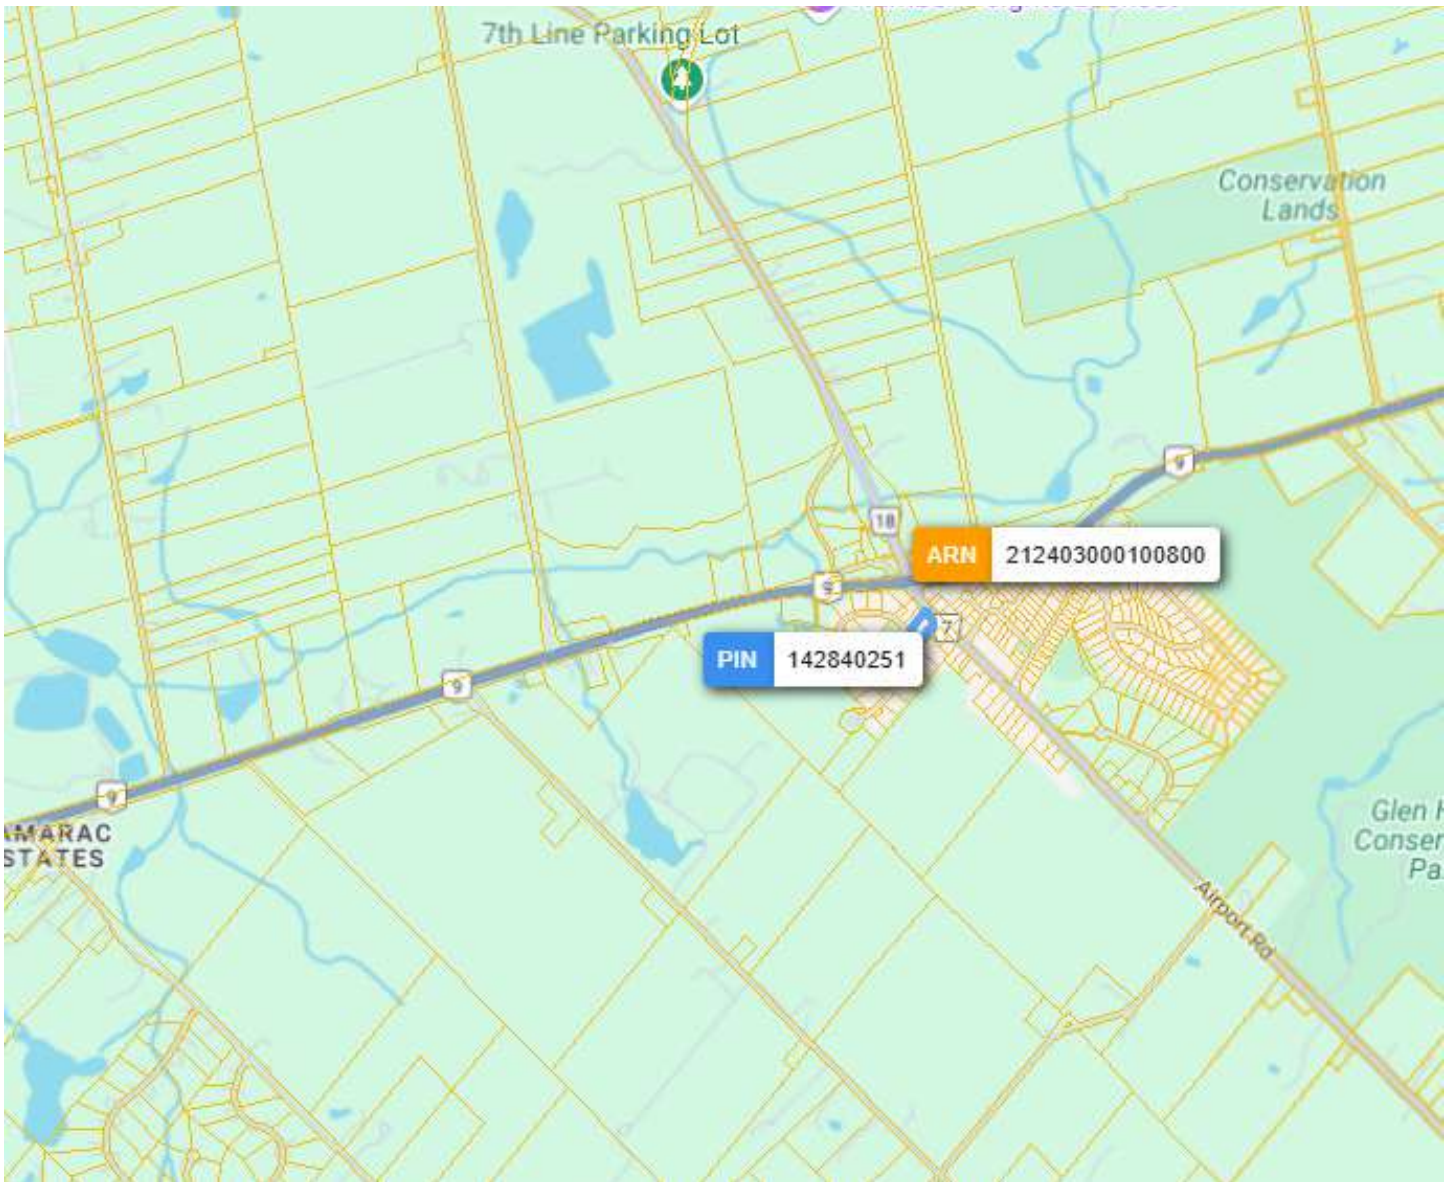 7th Line Parking Lot
Conservation
Lands
9
18
ARN 212403000100800
9
7
PIN 142840251
9
9
AMARAC
STATES
Glen H
Conser
Pa
Airport Rd